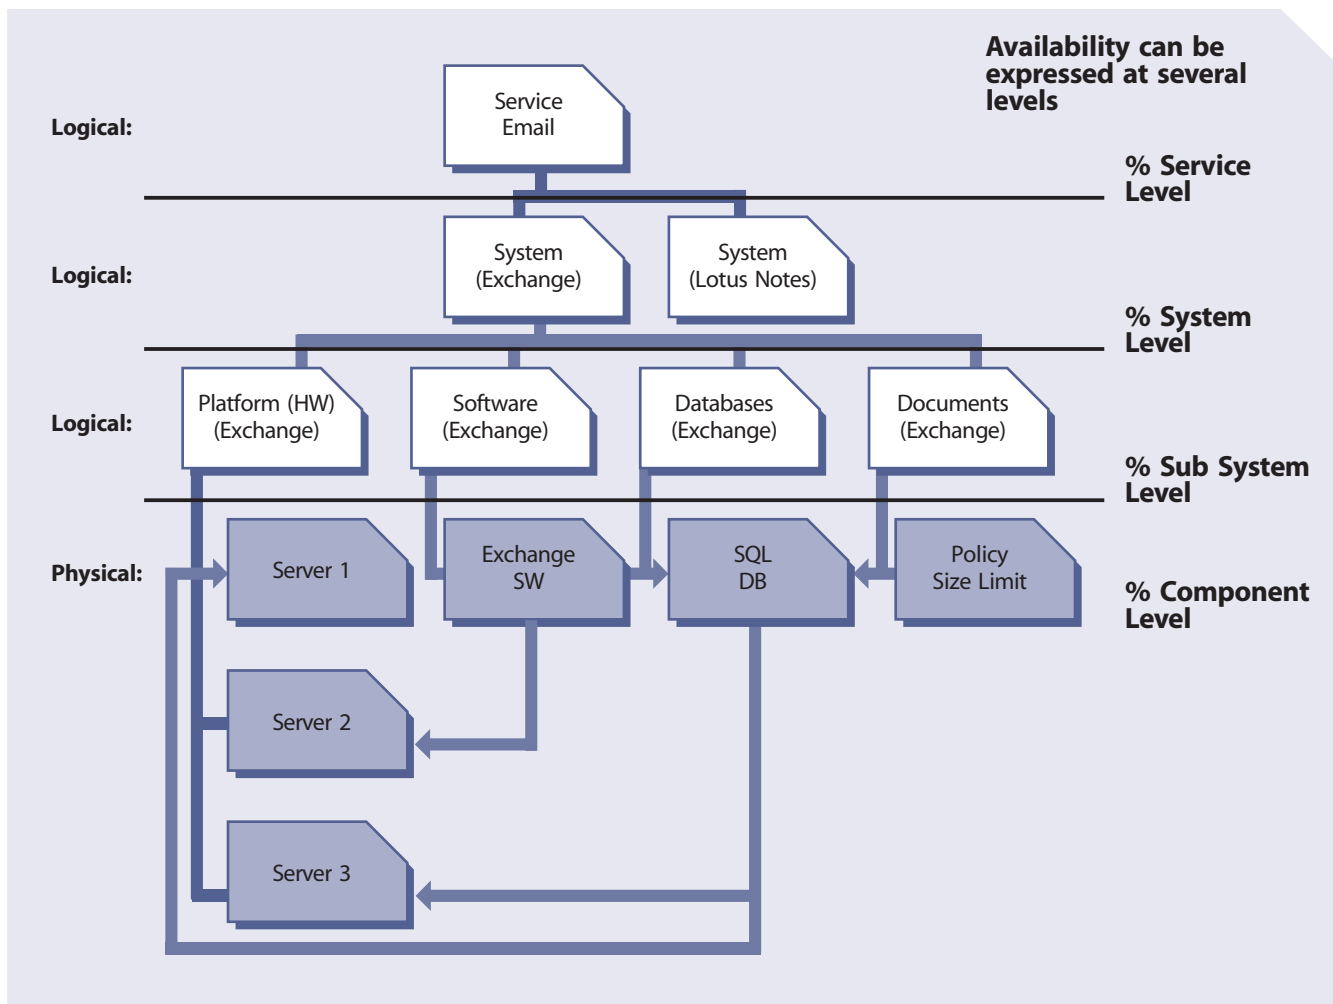 Availability can be
expressed at several
levels
Logical:
Service
Email
% Service
Level
Logical:
System
(Exchange)
System
(Lotus Notes)
% System
Level
Logical:
Platform (HW)
(Exchange)
Software
(Exchange)
Databases
(Exchange)
Documents
(Exchange)
% Sub System
Level
Physical:
Server 1
Exchange
SW
SQL
DB
Policy
Size Limit
% Component
Level
Server 2
Server 3